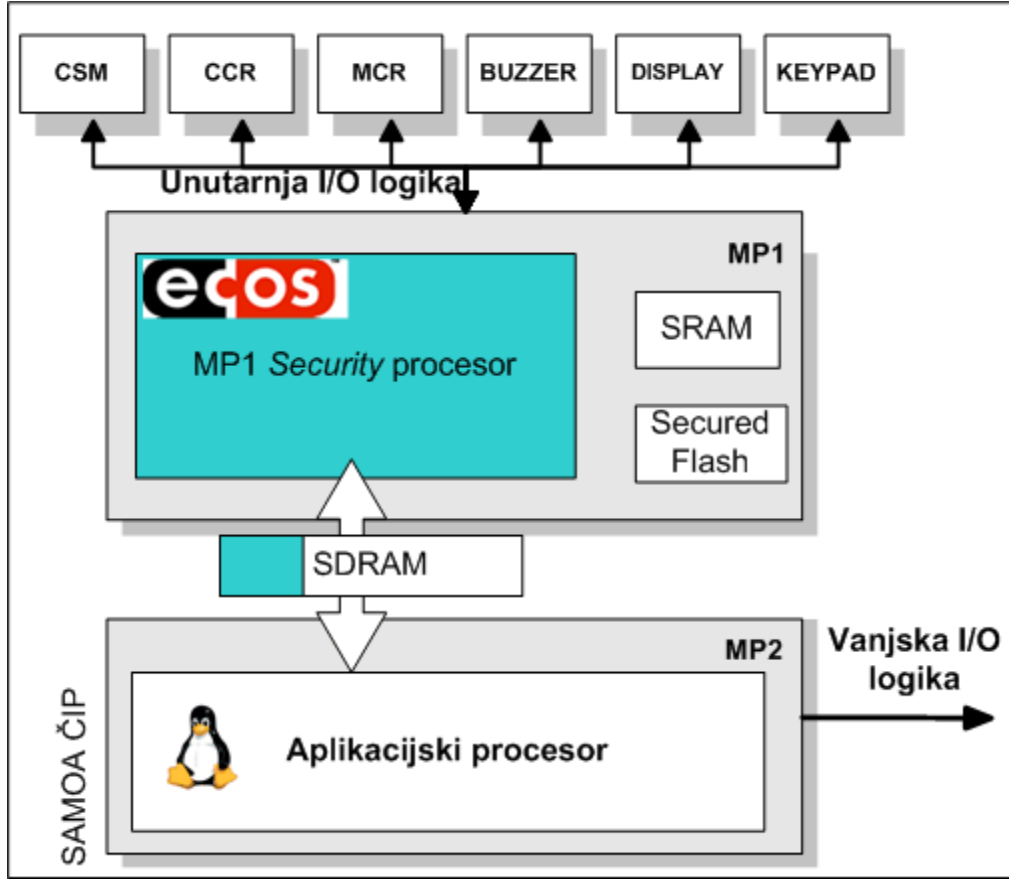 CSM
CCR
MCR
BUZZER
DISPLAY
KEYPAD
Unutarnja I/O logika
MP1
ecos™
MP1 Security procesor
SRAM
Secured
Flash
SDRAM
MP2
Vanjska I/O
logika
Aplikacijski procesor
SAMOA ČIP